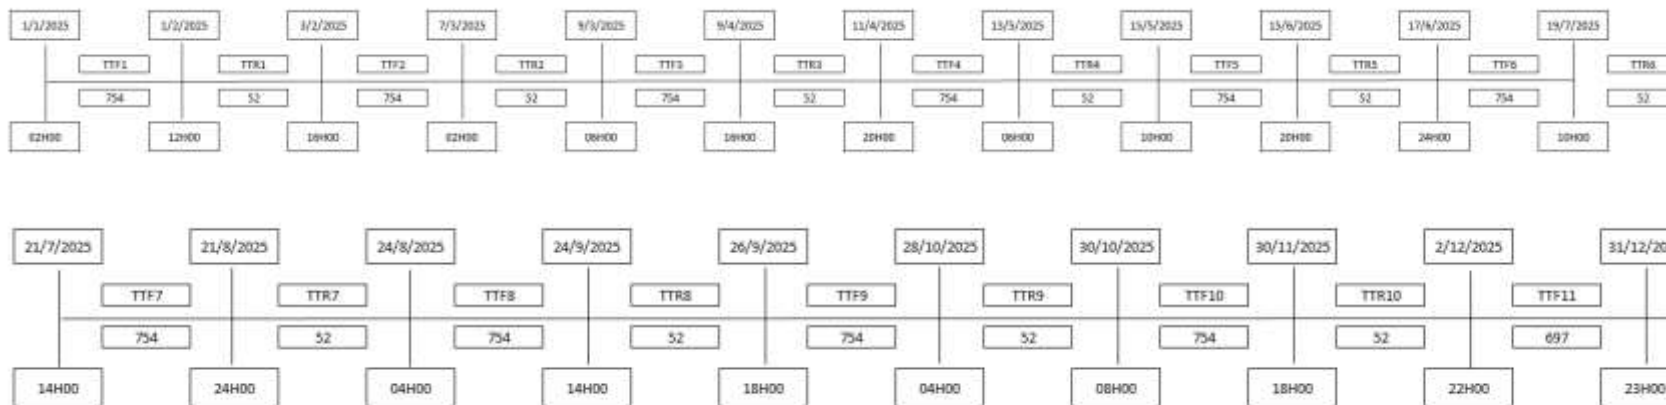 1/1/2025 1/2/2025 3/2/2025 7/3/2025 9/3/2025 9/4/2025 11/4/2025 13/5/2025 15/5/2025 15/6/2025 17/6/2025 19/7/2025
TTF1 TTR1 TTF2 TTR2 TTF3 TTR3 TTF4 TTR4 TTF5 TTR5 TTF6 TTR6
754 52 754 52 754 52 754 52 754 52 754 52
02H00 12H00 16H00 02H00 06H00 16H00 20H00 06H00 10H00 20H00 24H00 10H00
21/7/2025 21/8/2025 24/8/2025 24/9/2025 26/9/2025 28/10/2025 30/10/2025 30/11/2025 2/12/2025 31/12/20
TTF7 TTR7 TTF8 TTR8 TTF9 TTR9 TTF10 TTR10 TTF11
754 52 754 52 754 52 754 52 697
14H00 24H00 04H00 14H00 18H00 04H00 08H00 18H00 22H00 23H00